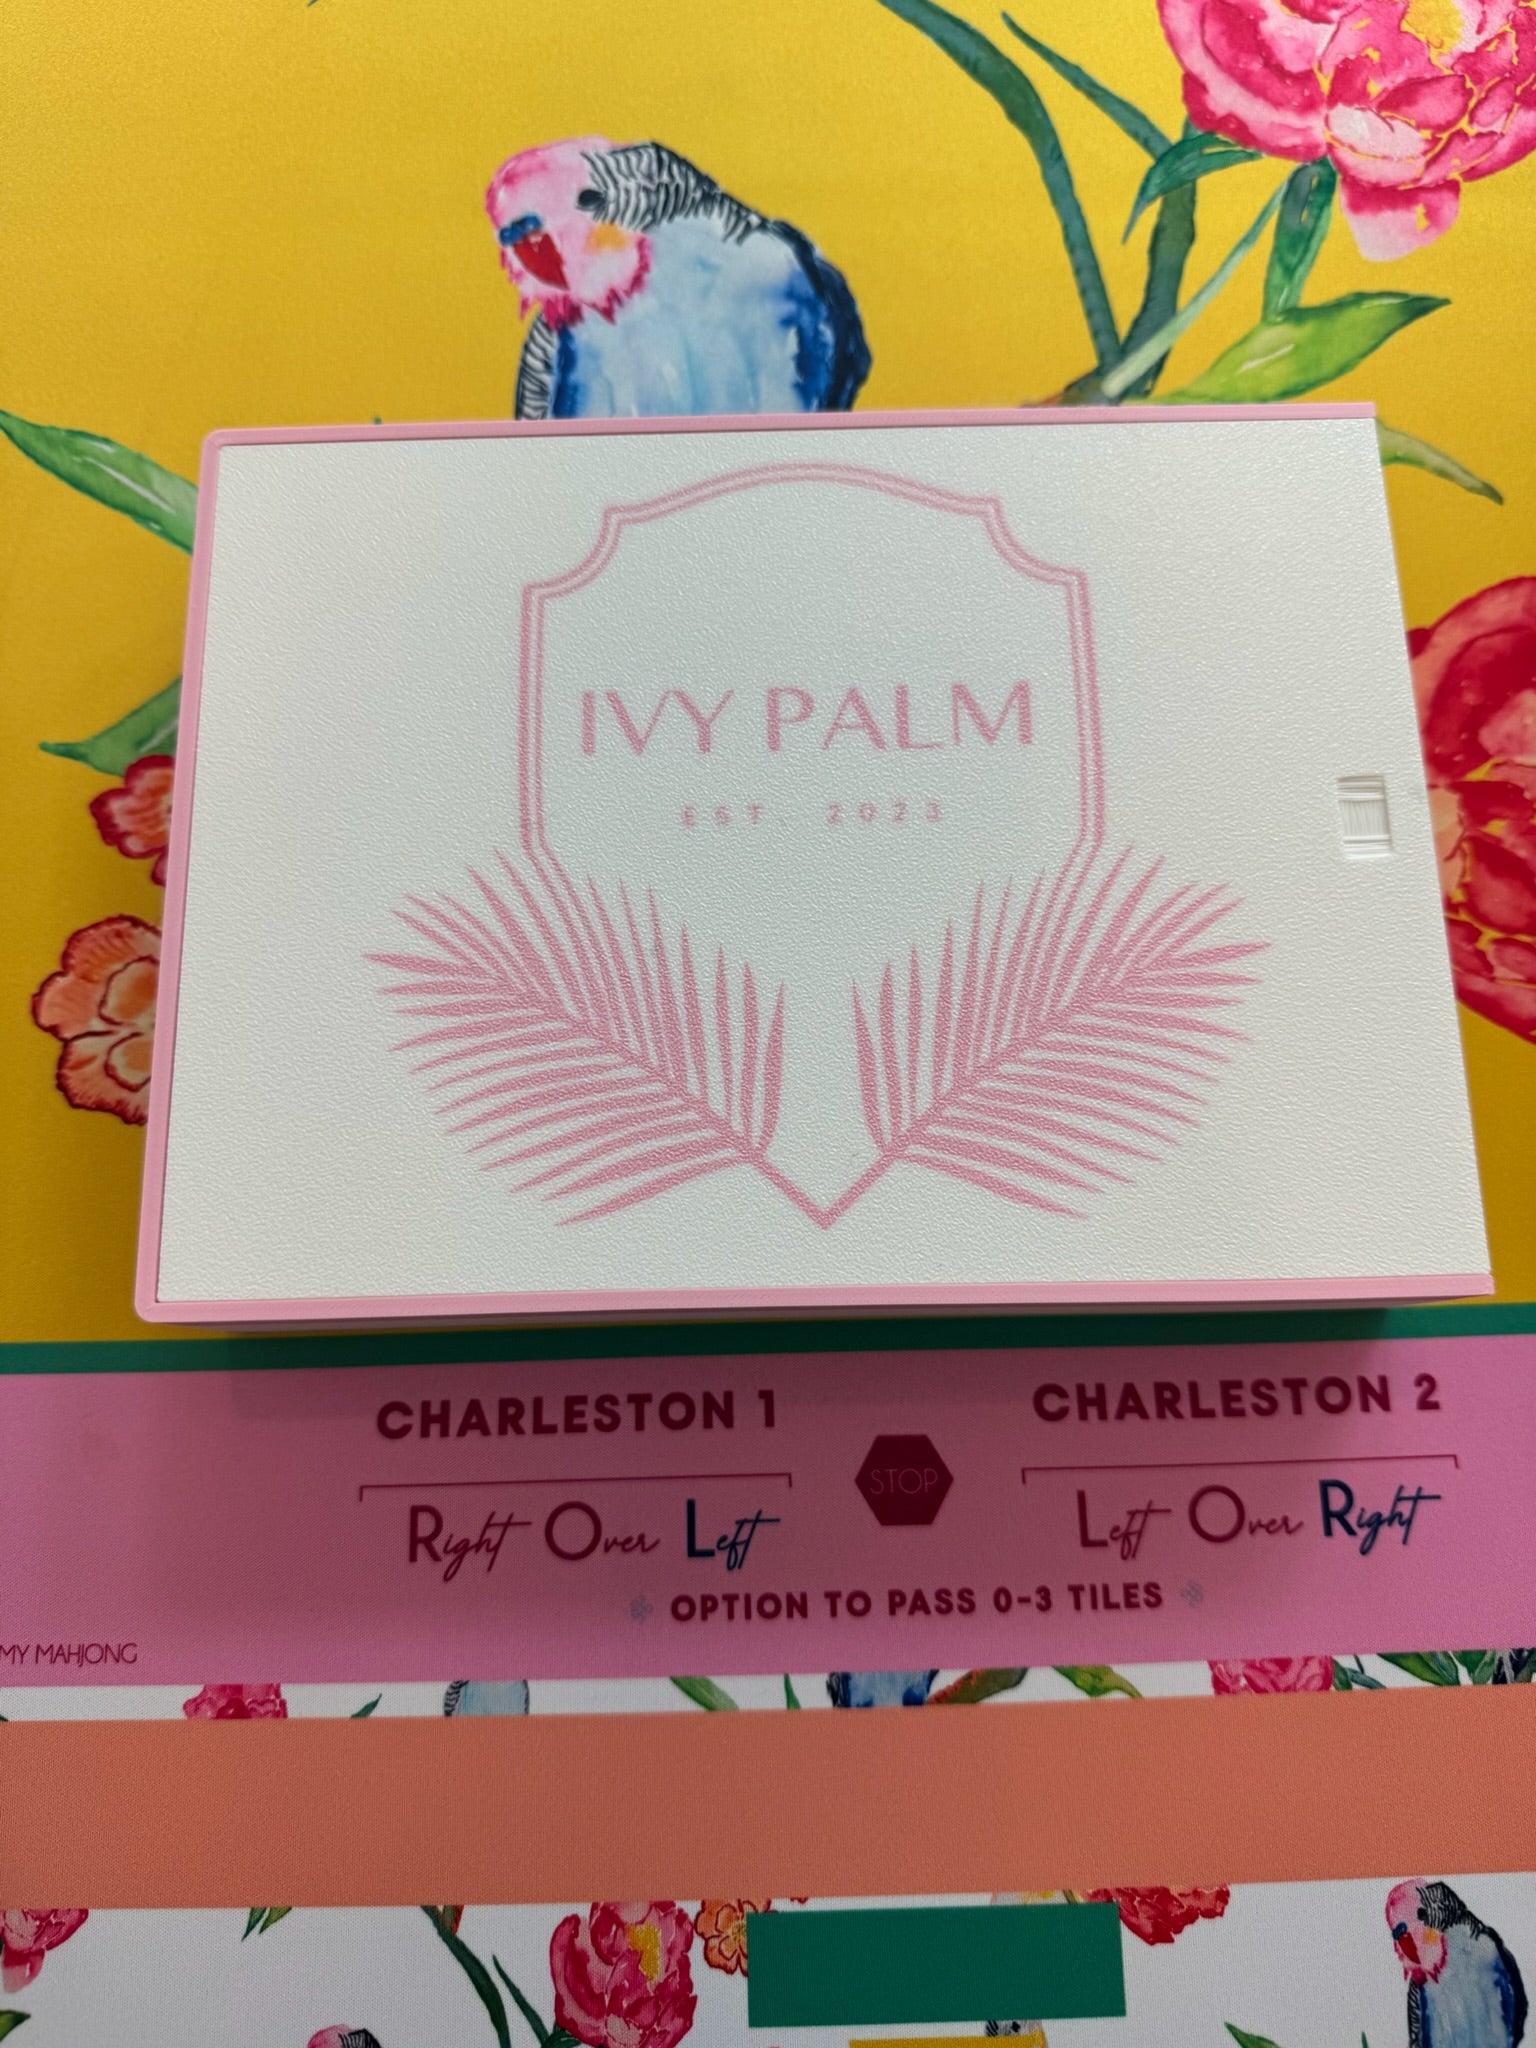 IVY PALM
EST. 2023
CHARLESTON 1
STOP
CHARLESTON 2
Right Over Left
Left Over Right
OPTION TO PASS 0-3 TILES
MY MAHJONG